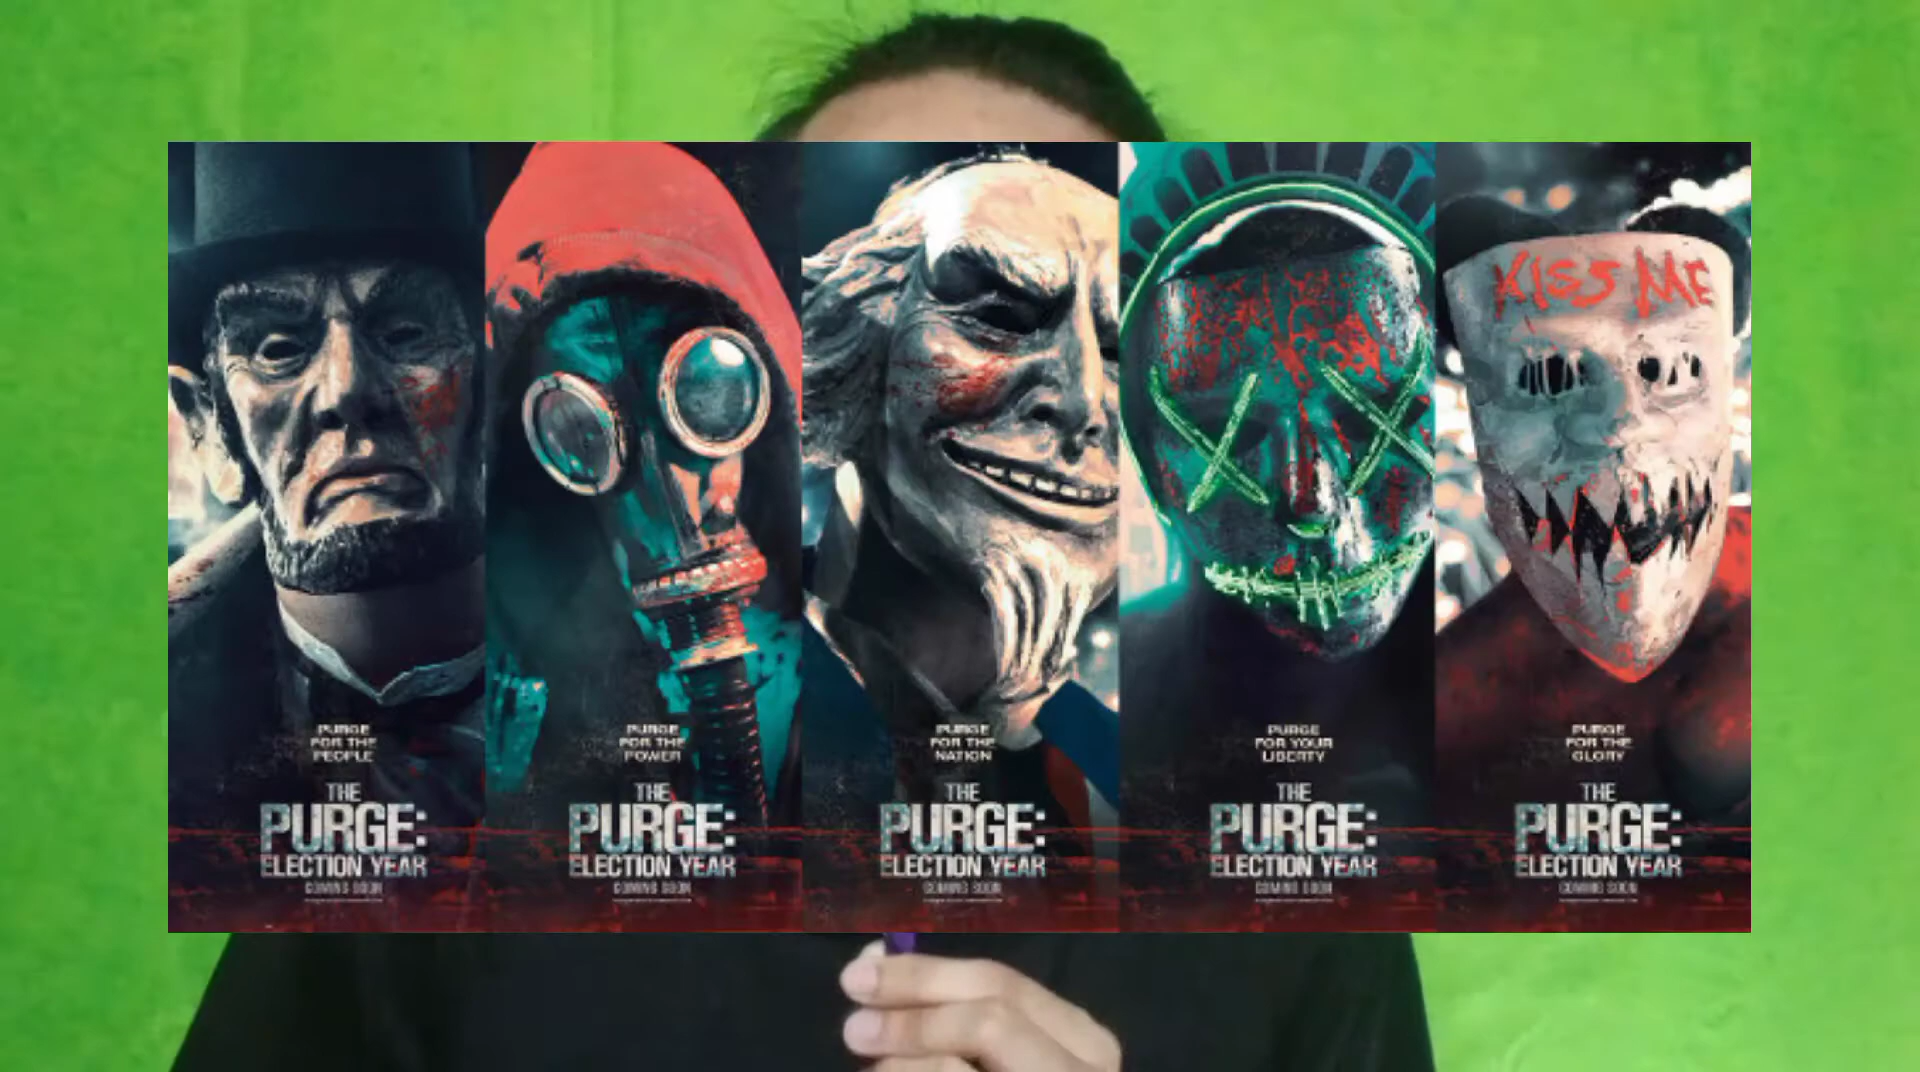 KISS ME
PURGE
FOR THE
PEOPLE
THE
PURGE:
ELECTION YEAR
COMING SOON
PURGE
FOR THE
POWER
THE
PURGE:
ELECTION YEAR
COMING SOON
PURGE
FOR THE
NATION
THE
PURGE:
ELECTION YEAR
COMING SOON
PURGE
FOR YOUR
LIBERTY
THE
PURGE:
ELECTION YEAR
COMING SOON
PURGE
FOR THE
GLORY
THE
PURGE:
ELECTION YEAR
COMING SOON